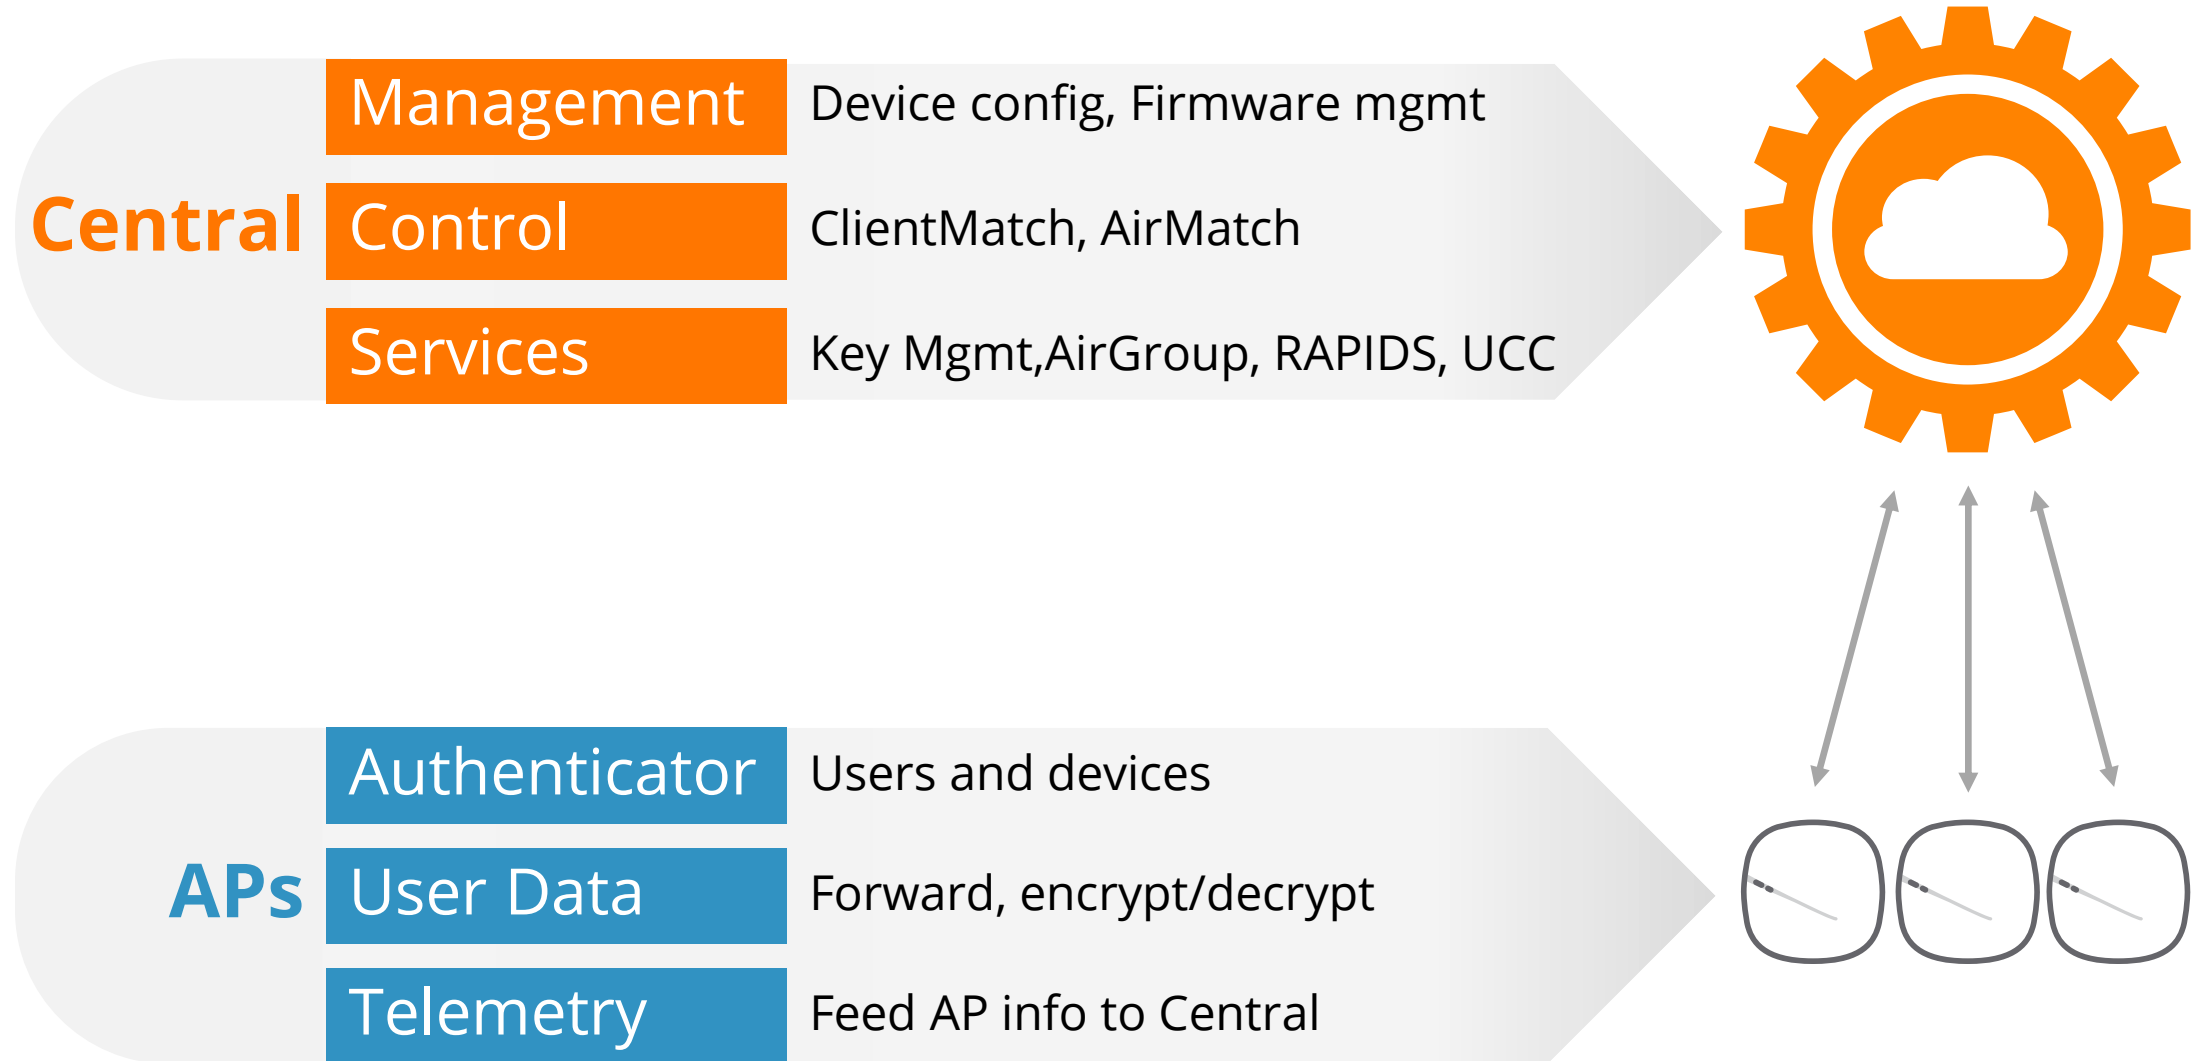 Management Device config, Firmware mgmt
Central Control ClientMatch, AirMatch
Services Key Mgmt,AirGroup, RAPIDS, UCC
Authenticator Users and devices
APs User Data Forward, encrypt/decrypt
Telemetry Feed AP info to Central